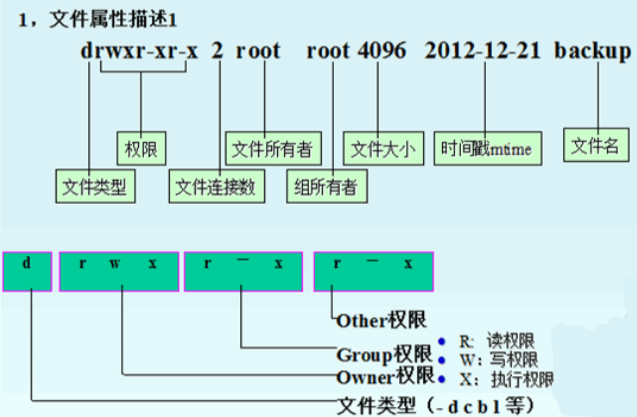 1，文件属性描述1
drwxr-xr-x 2 root root 4096 2012-12-21 backup
权限 文件所有者 文件大小 时间戳mtime 文件名
文件类型 文件连接数 组所有者
d r w x r — x r — x
Other权限
R: 读权限
Group权限
W: 写权限
Owner权限
X: 执行权限
文件类型（- d c b l 等）